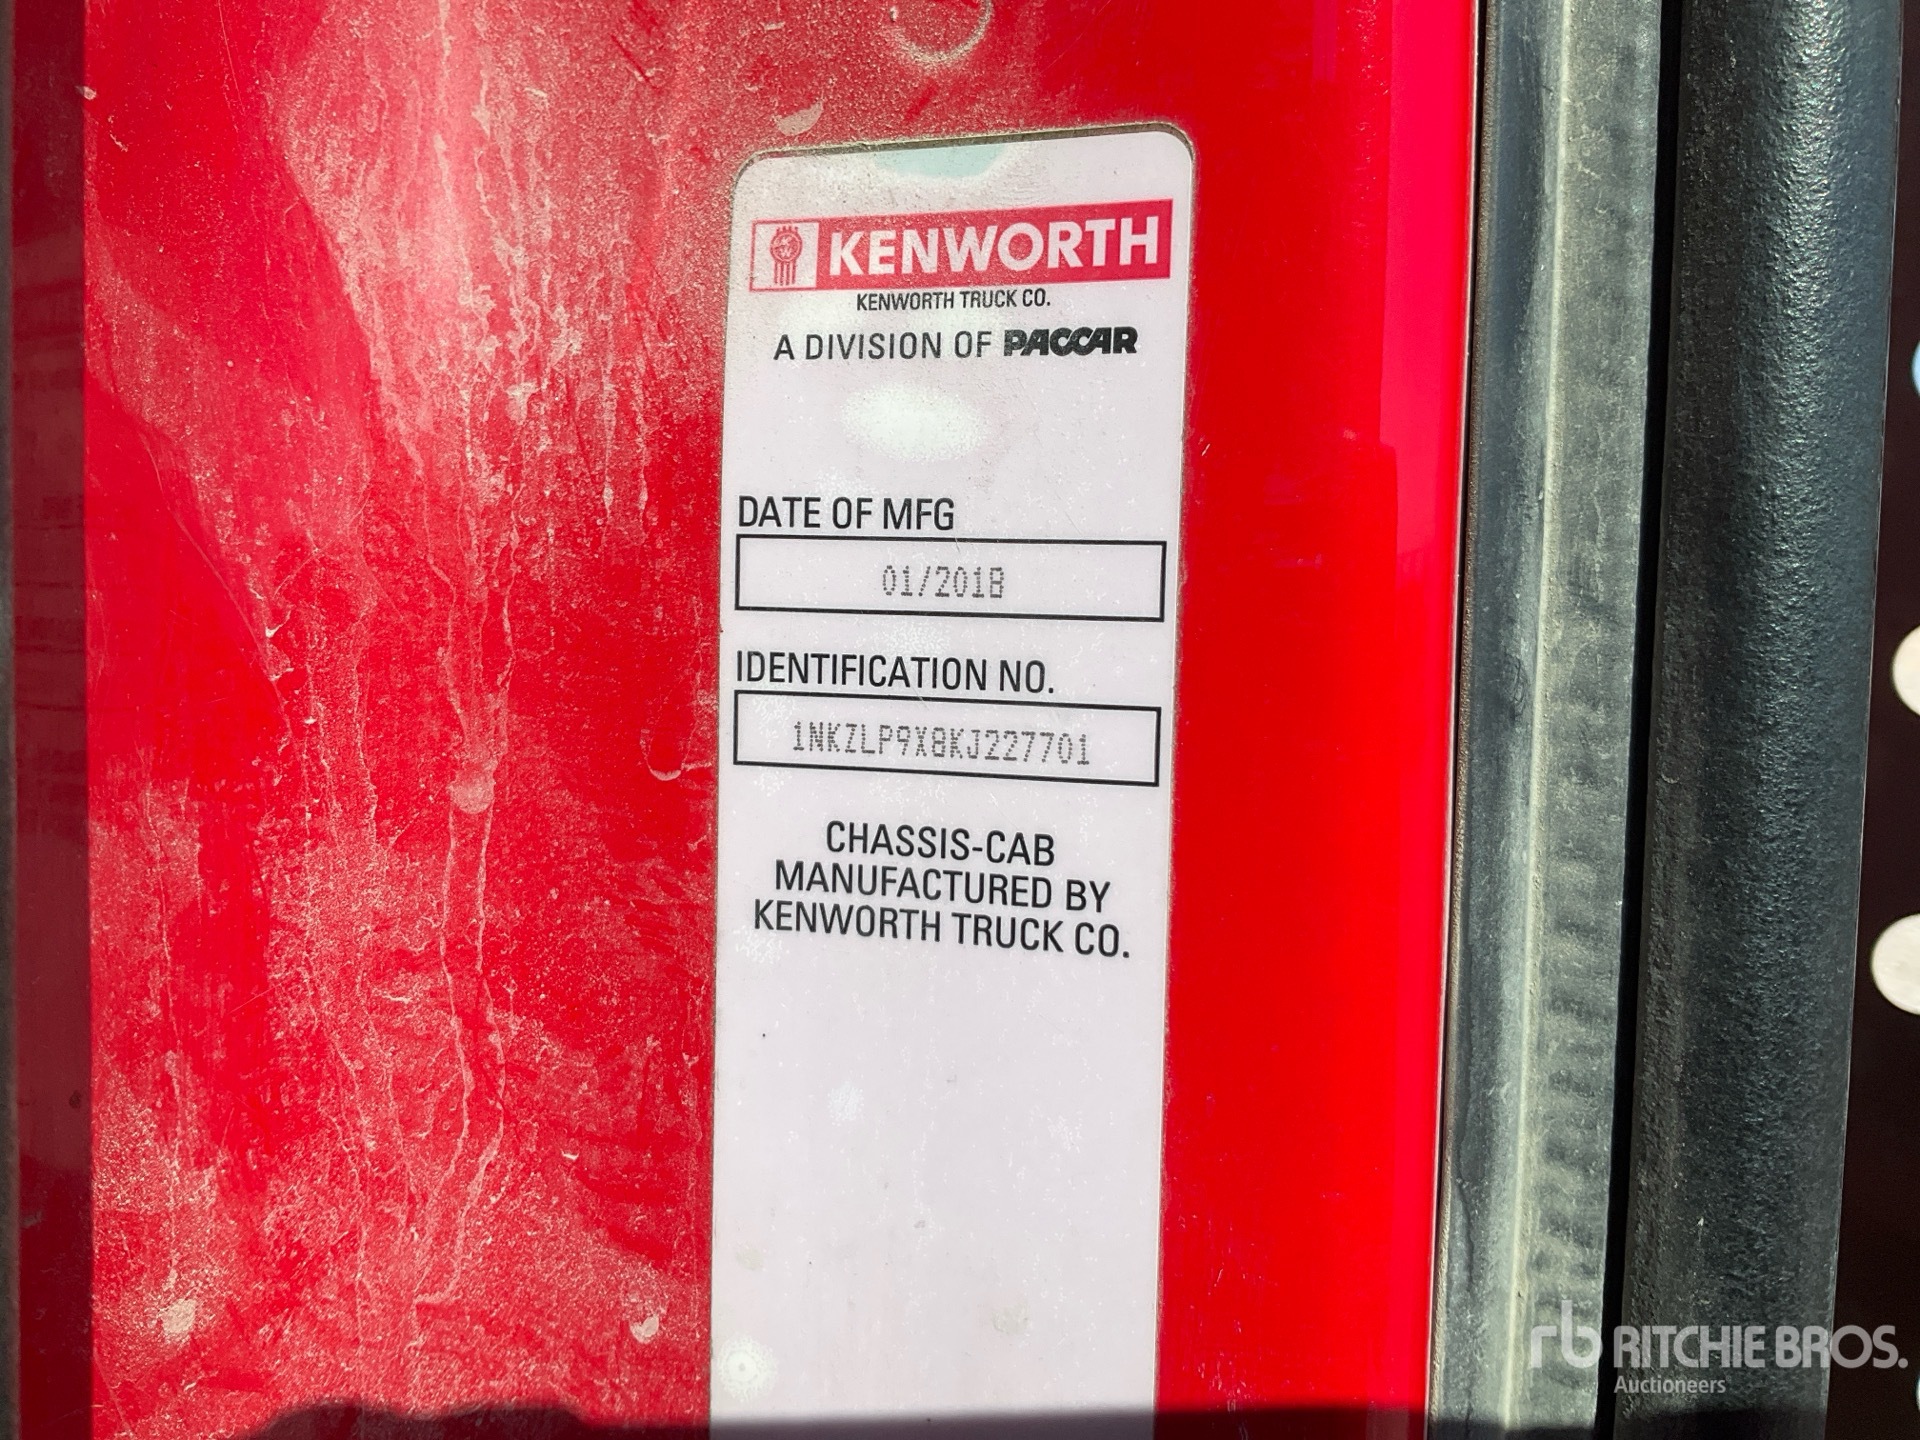 KENWORTH
KENWORTH TRUCK CO.
A DIVISION OF PACCAR
DATE OF MFG
01/2018
IDENTIFICATION NO.
1NKZLP9X8KJ227701
CHASSIS-CAB
MANUFACTURED BY
KENWORTH TRUCK CO.
rb RITCHIE BROS.
Auctioneers